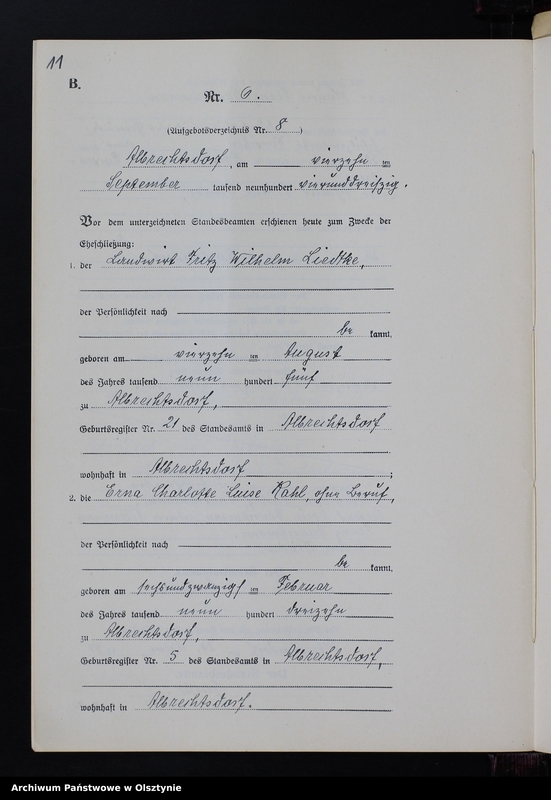 11
B.
Nr. 6.
(Aufgebotsverzeichnis Nr. 8)
Albrechtsdorf, am vierzehn ten
September tausend neunhundert vierunddreißig.
Vor dem unterzeichneten Standesbeamten erschienen heute zum Zwecke der
Eheschließung:
1. der Landwirt Fritz Wilhelm Liedtke,
der Persönlichkeit nach
be kannt,
geboren am vierzehn ten August
des Jahres tausend neun hundert fünf
zu Albrechtsdorf,
Geburtsregister Nr. 21 des Standesamts in Albrechtsdorf
wohnhaft in Albrechtsdorf ;
2. die Erna Charlotte Luise Kahl, ohne Beruf,
der Persönlichkeit nach
be kannt,
geboren am sechsundzwanzigs ten Februar
des Jahres tausend neun hundert dreizehn
zu Albrechtsdorf,
Geburtsregister Nr. 5 des Standesamts in Albrechtsdorf,
wohnhaft in Albrechtsdorf.
Archiwum Państwowe w Olsztynie